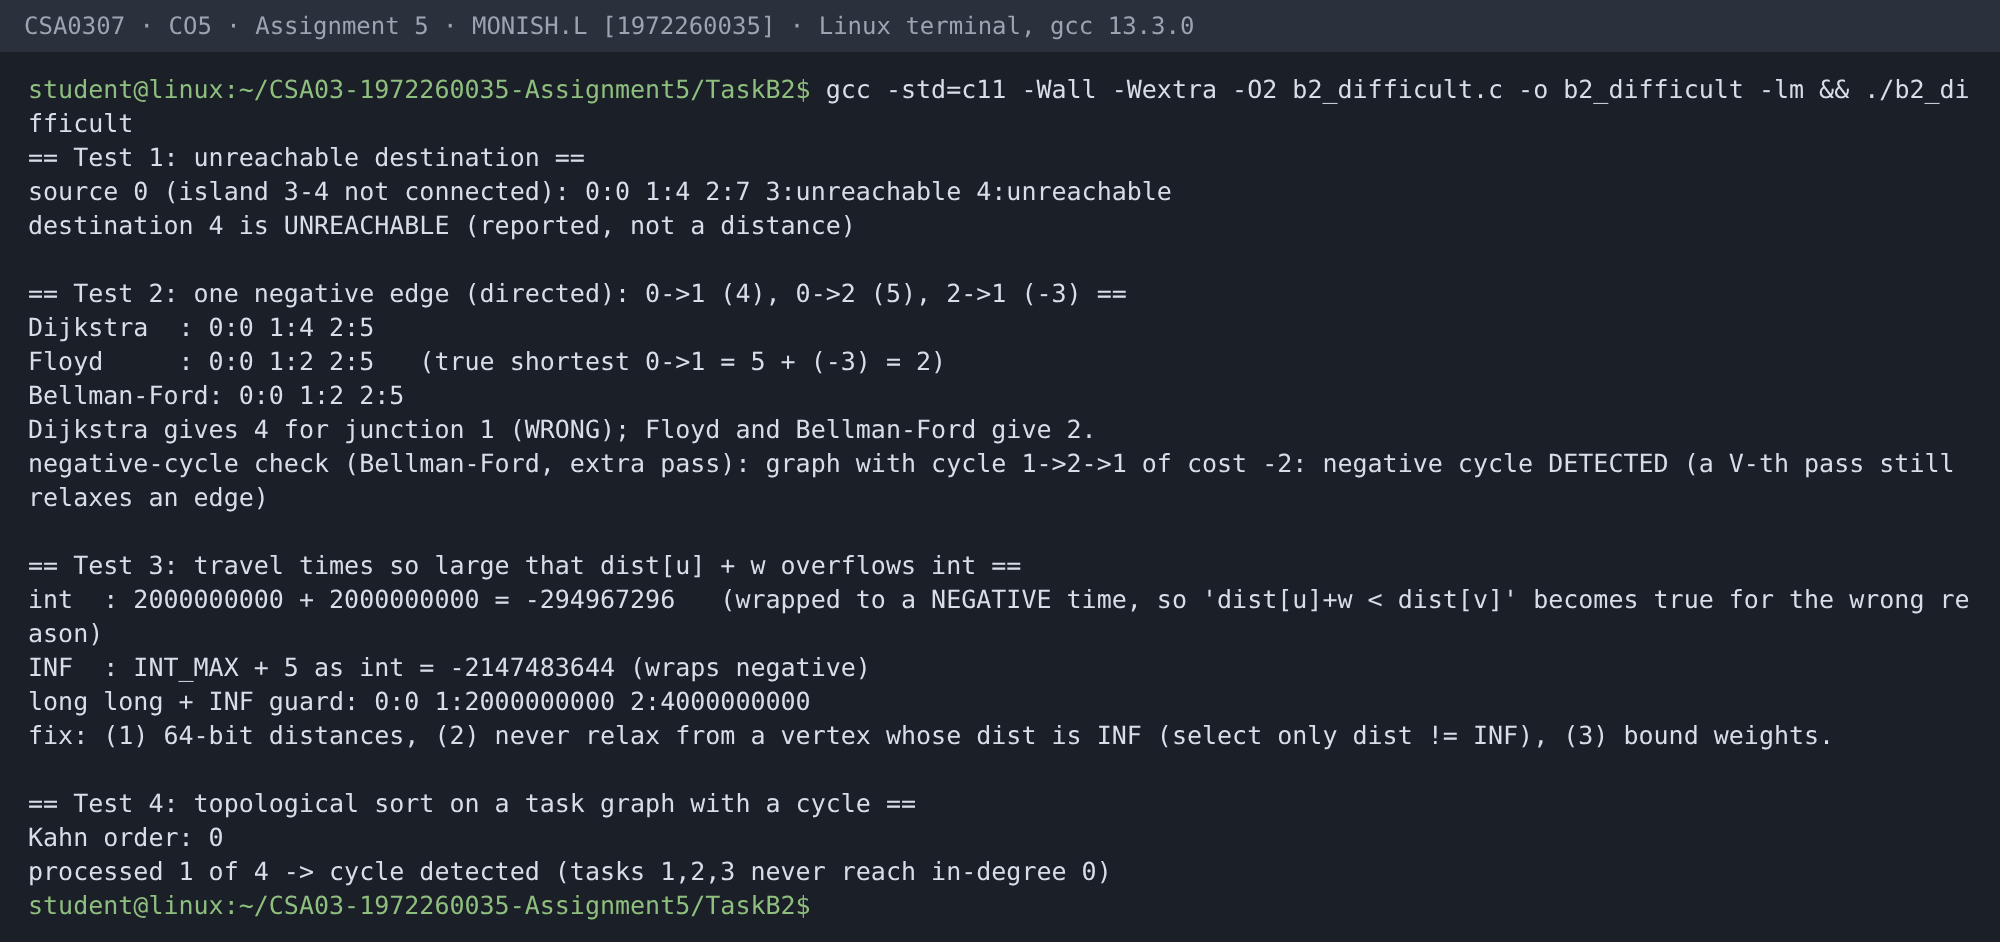 CSA0307 · CO5 · Assignment 5 · MONISH.L [1972260035] · Linux terminal, gcc 13.3.0
student@linux:~/CSA03-1972260035-Assignment5/TaskB2$ gcc -std=c11 -Wall -Wextra -O2 b2_difficult.c -o b2_difficult -lm && ./b2_di
fficult
== Test 1: unreachable destination ==
source 0 (island 3-4 not connected): 0:0 1:4 2:7 3:unreachable 4:unreachable
destination 4 is UNREACHABLE (reported, not a distance)

== Test 2: one negative edge (directed): 0->1 (4), 0->2 (5), 2->1 (-3) ==
Dijkstra  : 0:0 1:4 2:5
Floyd     : 0:0 1:2 2:5   (true shortest 0->1 = 5 + (-3) = 2)
Bellman-Ford: 0:0 1:2 2:5
Dijkstra gives 4 for junction 1 (WRONG); Floyd and Bellman-Ford give 2.
negative-cycle check (Bellman-Ford, extra pass): graph with cycle 1->2->1 of cost -2: negative cycle DETECTED (a V-th pass still
relaxes an edge)

== Test 3: travel times so large that dist[u] + w overflows int ==
int  : 2000000000 + 2000000000 = -294967296   (wrapped to a NEGATIVE time, so 'dist[u]+w < dist[v]' becomes true for the wrong re
ason)
INF  : INT_MAX + 5 as int = -2147483644 (wraps negative)
long long + INF guard: 0:0 1:2000000000 2:4000000000
fix: (1) 64-bit distances, (2) never relax from a vertex whose dist is INF (select only dist != INF), (3) bound weights.

== Test 4: topological sort on a task graph with a cycle ==
Kahn order: 0
processed 1 of 4 -> cycle detected (tasks 1,2,3 never reach in-degree 0)
student@linux:~/CSA03-1972260035-Assignment5/TaskB2$